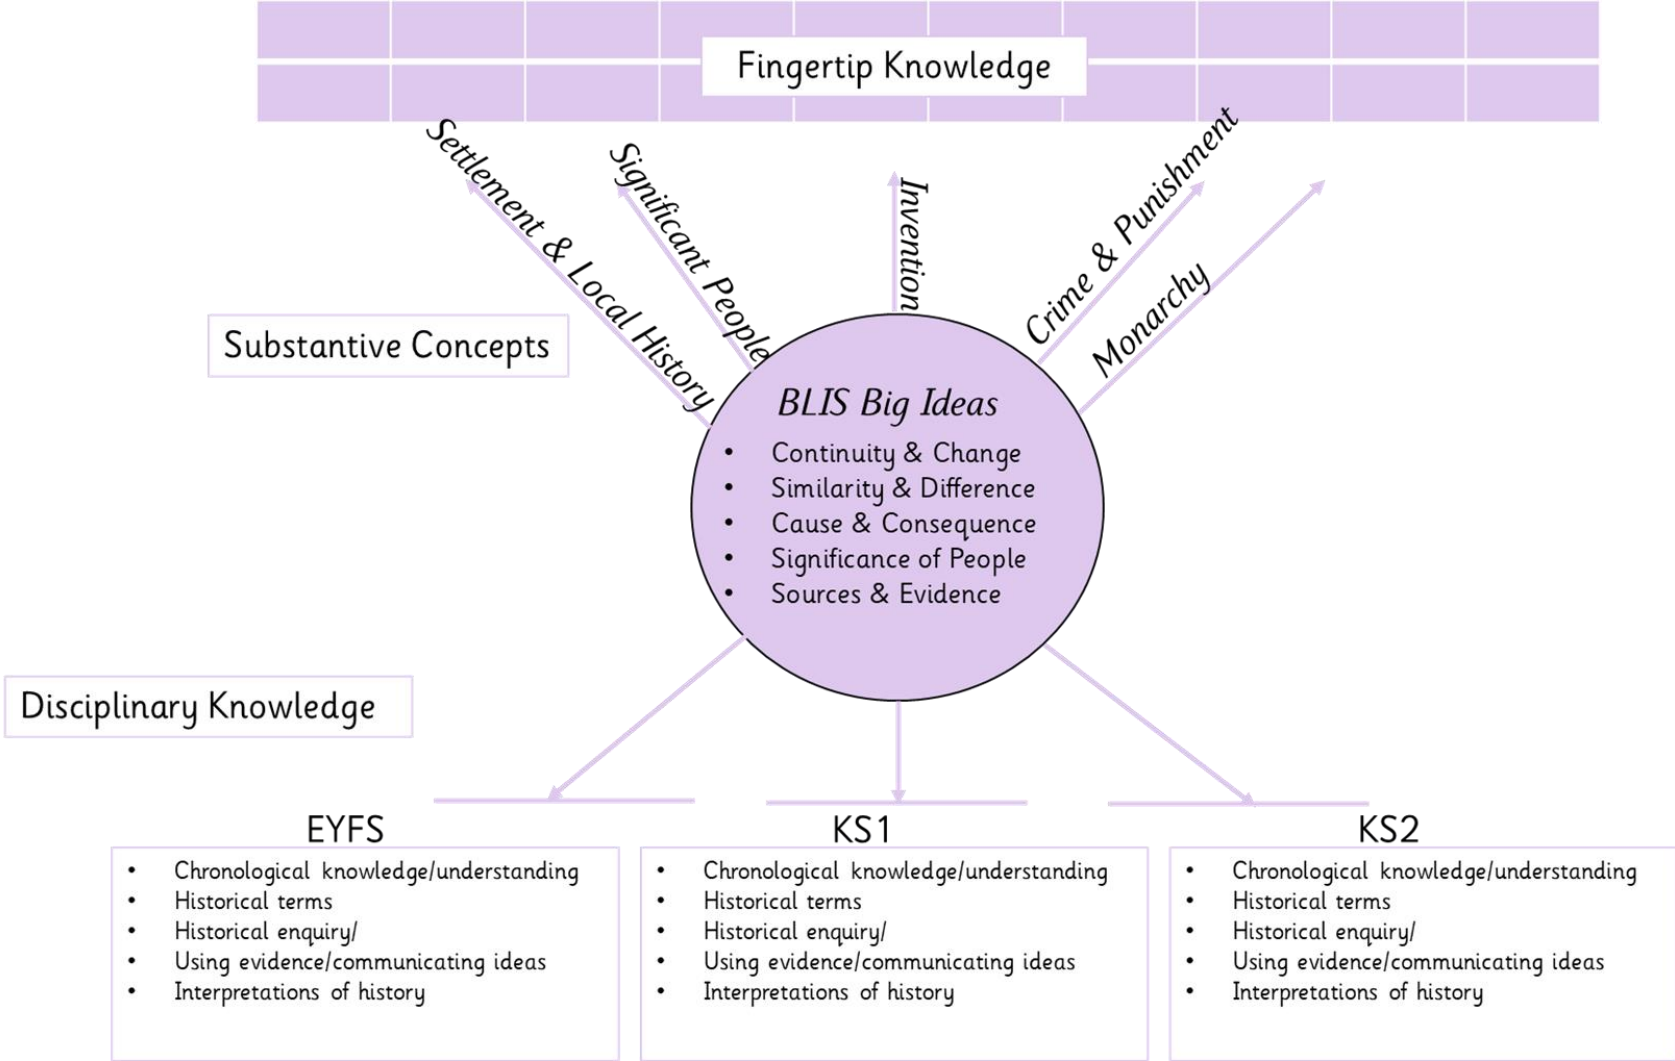 Fingertip Knowledge
Settlement & Local History
Significant People
Invention
Crime & Punishment
Monarchy
Substantive Concepts
BLIS Big Ideas
• Continuity & Change
• Similarity & Difference
• Cause & Consequence
• Significance of People
• Sources & Evidence
Disciplinary Knowledge
EYFS
• Chronological knowledge/understanding
• Historical terms
• Historical enquiry/
• Using evidence/communicating ideas
• Interpretations of history
KS1
• Chronological knowledge/understanding
• Historical terms
• Historical enquiry/
• Using evidence/communicating ideas
• Interpretations of history
KS2
• Chronological knowledge/understanding
• Historical terms
• Historical enquiry/
• Using evidence/communicating ideas
• Interpretations of history